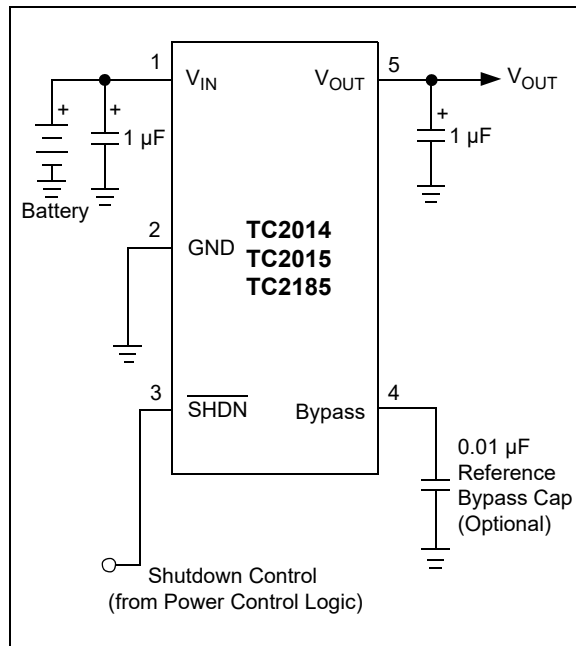 1
V_IN
V_OUT
5
V_OUT
+
+
+
1 µF
1 µF
Battery
2
GND
TC2014
TC2015
TC2185
3
SHDN
Bypass
4
0.01 µF
Reference
Bypass Cap
(Optional)
Shutdown Control
(from Power Control Logic)